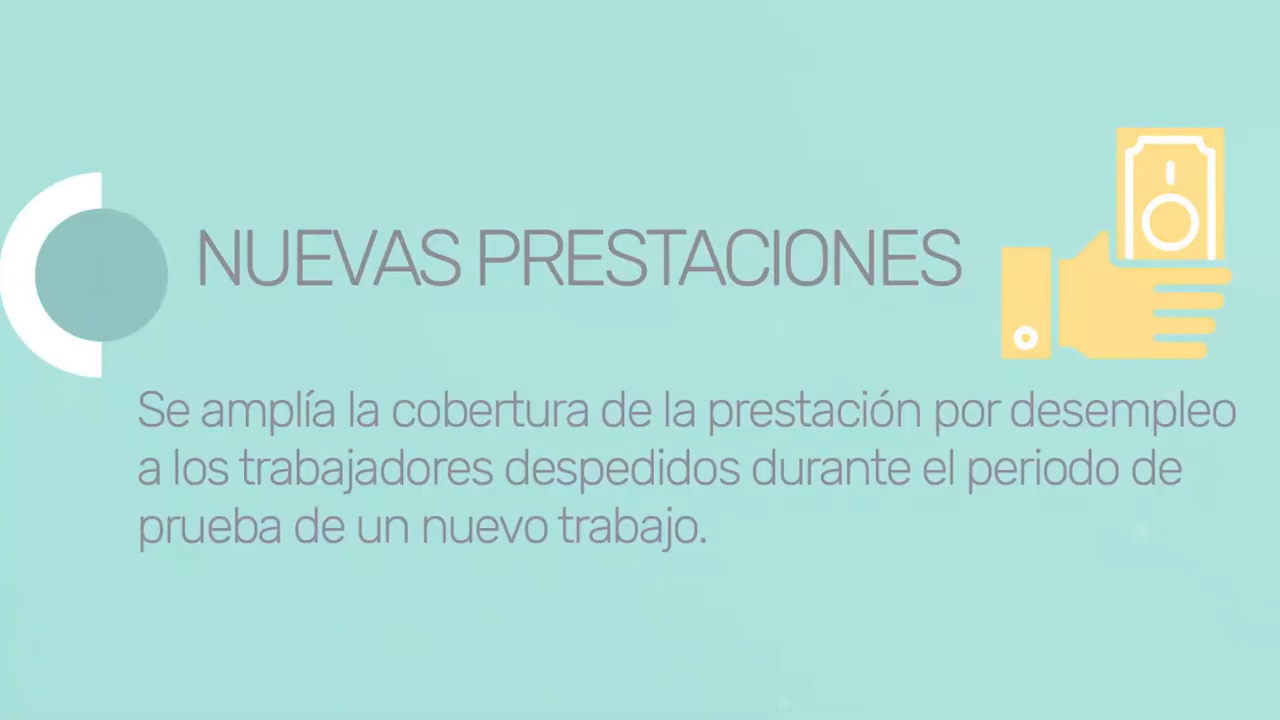 NUEVAS PRESTACIONES
Se amplía la cobertura de la prestación por desempleo
a los trabajadores despedidos durante el periodo de
prueba de un nuevo trabajo.